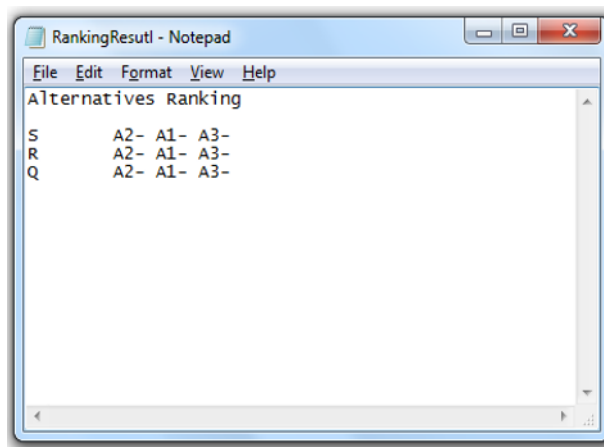 RankingResutl - Notepad
File Edit Format View Help
Alternatives Ranking
S A2- A1- A3-
R A2- A1- A3-
Q A2- A1- A3-